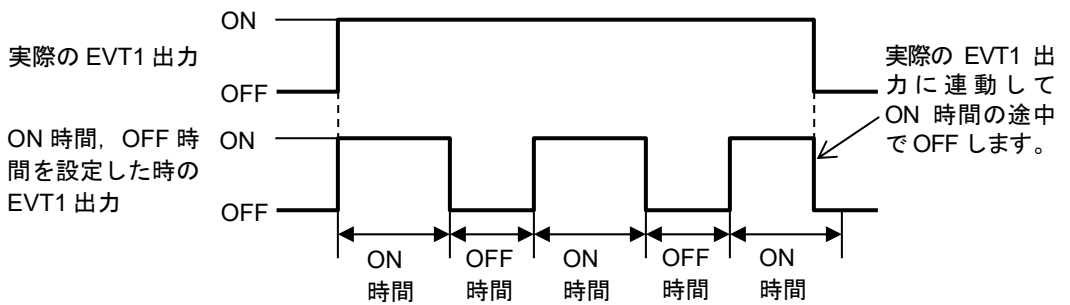 ON
実際の EVT1 出力
OFF
実際の EVT1 出
力に連動して
ON 時間の途中
で OFF します。
ON 時間，OFF 時
間を設定した時の
EVT1 出力
ON
OFF
ON
時間
OFF
時間
ON
時間
OFF
時間
ON
時間